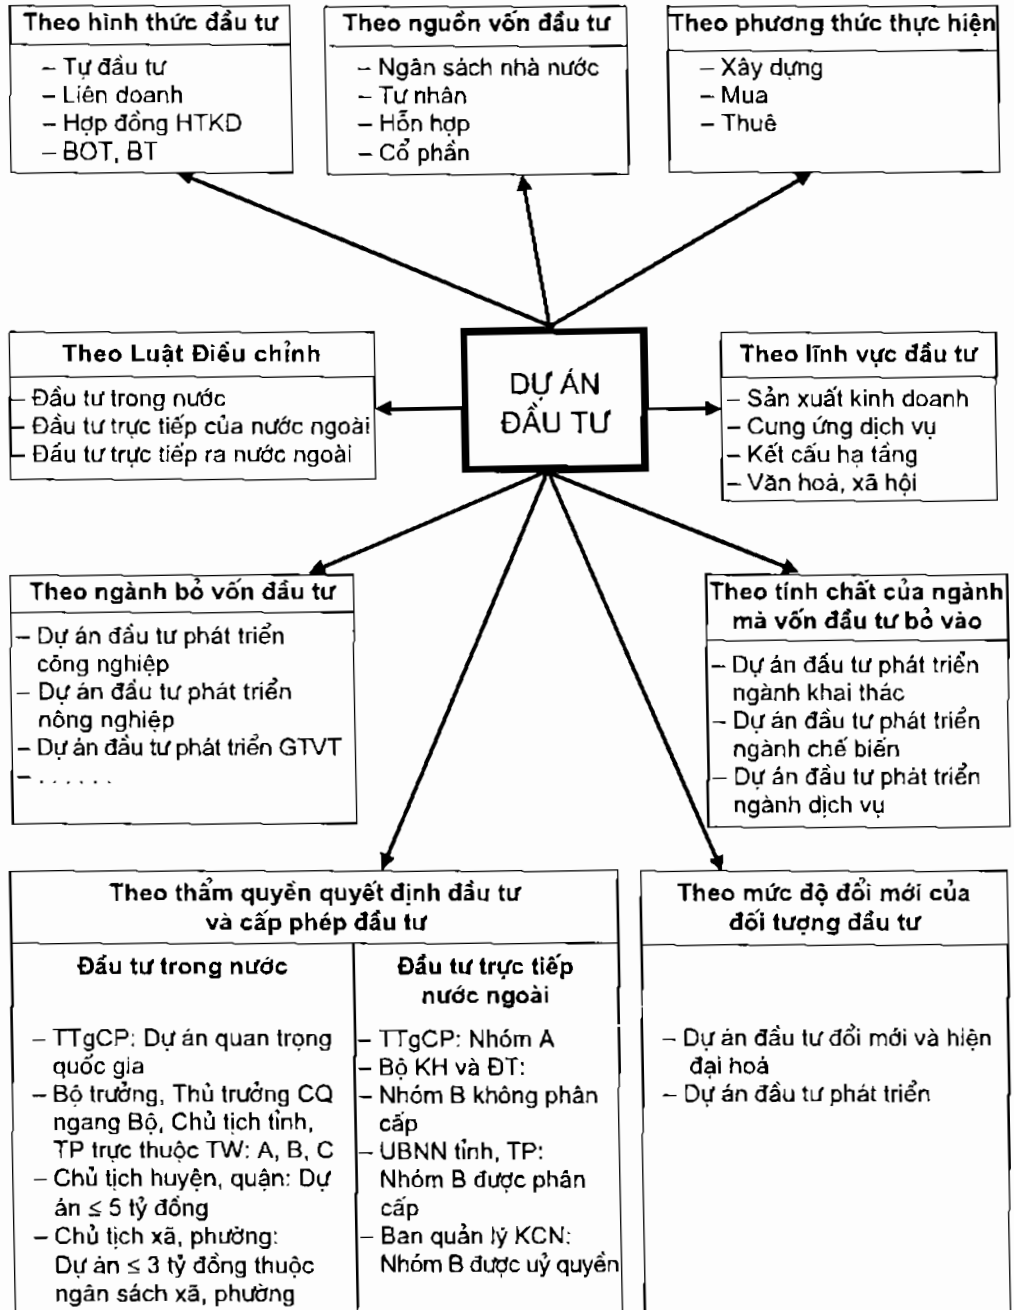 Theo hình thức đầu tư
– Tự đầu tư
– Liên doanh
– Hợp đồng HTKD
– BOT, BT
Theo nguồn vốn đầu tư
– Ngân sách nhà nước
– Tư nhân
– Hỗn hợp
– Cổ phần
Theo phương thức thực hiện
– Xây dựng
– Mua
– Thuê
Theo Luật Điều chỉnh
– Đầu tư trong nước
– Đầu tư trực tiếp của nước ngoài
– Đầu tư trực tiếp ra nước ngoài
DỰ ÁN
ĐẦU TƯ
Theo lĩnh vực đầu tư
– Sản xuất kinh doanh
– Cung ứng dịch vụ
– Kết cấu hạ tầng
– Văn hoá, xã hội
Theo ngành bỏ vốn đầu tư
– Dự án đầu tư phát triển
công nghiệp
– Dự án đầu tư phát triển
nông nghiệp
– Dự án đầu tư phát triển GTVT
– . . . . . .
Theo tính chất của ngành
mà vốn đầu tư bỏ vào
– Dự án đầu tư phát triển
ngành khai thác
– Dự án đầu tư phát triển
ngành chế biến
– Dự án đầu tư phát triển
ngành dịch vụ
Theo thẩm quyền quyết định đầu tư
và cấp phép đầu tư
Đầu tư trong nước
– TTgCP: Dự án quan trọng
quốc gia
– Bộ trưởng, Thủ trưởng CQ
ngang Bộ, Chủ tịch tỉnh,
TP trực thuộc TW: A, B, C
– Chủ tịch huyện, quận: Dự
án ≤ 5 tỷ đồng
– Chủ tịch xã, phường:
Dự án ≤ 3 tỷ đồng thuộc
ngân sách xã, phường
Đầu tư trực tiếp
nước ngoài
– TTgCP: Nhóm A
– Bộ KH và ĐT:
Nhóm B không phân
cấp
– UBNN tỉnh, TP:
Nhóm B được phân
cấp
– Ban quản lý KCN:
Nhóm B được uỷ quyền
Theo mức độ đổi mới của
đối tượng đầu tư
– Dự án đầu tư đổi mới và hiện
đại hoá
– Dự án đầu tư phát triển